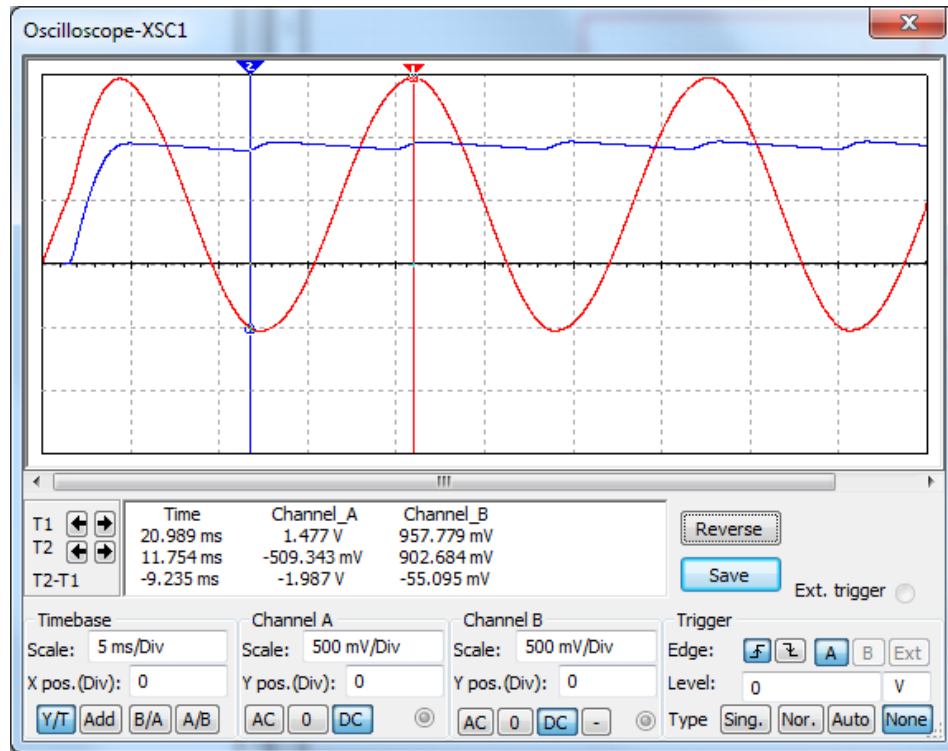 Oscilloscope-XSC1
2 1
T1
T2
T2-T1
Time Channel_A Channel_B
20.989 ms 1.477 V 957.779 mV
11.754 ms -509.343 mV 902.684 mV
-9.235 ms -1.987 V -55.095 mV
Reverse
Save
Ext. trigger
Timebase
Scale: 5 ms/Div
X pos.(Div): 0
Y/T Add B/A A/B
Channel A
Scale: 500 mV/Div
Y pos.(Div): 0
AC 0 DC
Channel B
Scale: 500 mV/Div
Y pos.(Div): 0
AC 0 DC -
Trigger
Edge: A B Ext
Level: 0 V
Type Sing. Nor. Auto None